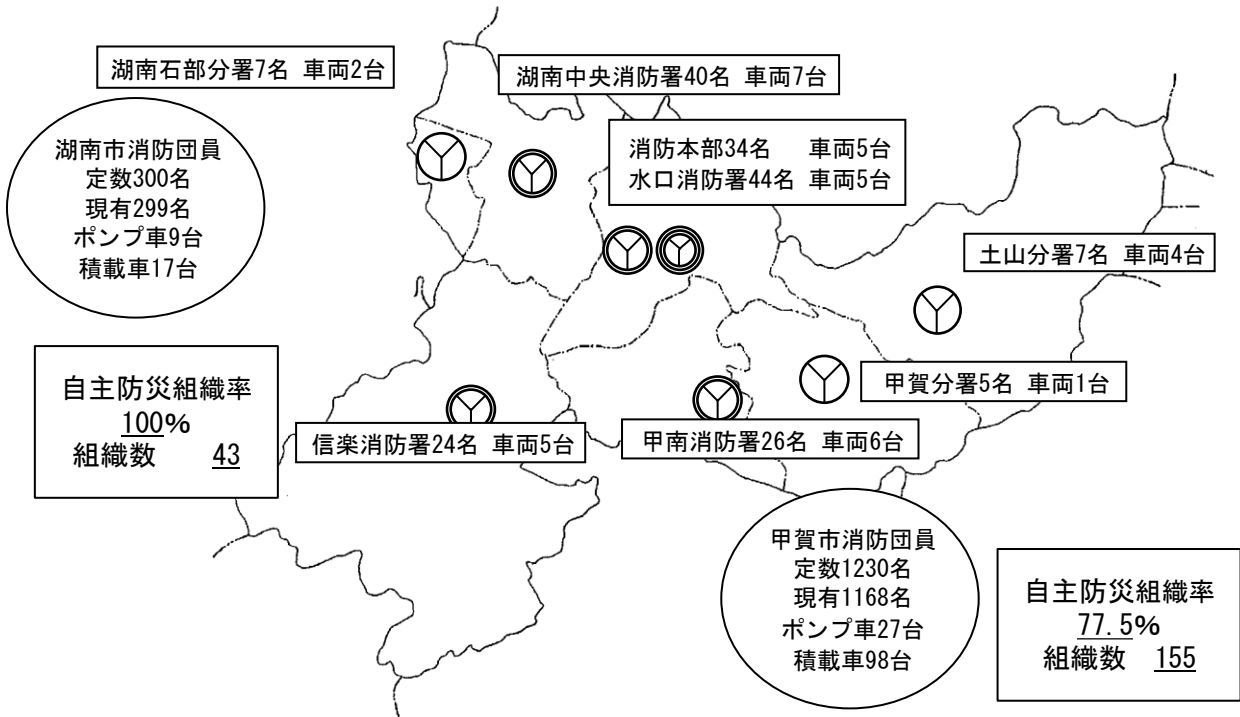 湖南石部分署7名 車両2台
湖南中央消防署40名 車両7台
消防本部34名 車両5台
水口消防署44名 車両5台
湖南市消防団員
定数300名
現有299名
ポンプ車9台
積載車17台
土山分署7名 車両4台
自主防災組織率
100%
組織数 43
甲賀分署5名 車両1台
信楽消防署24名 車両5台
甲南消防署26名 車両6台
甲賀市消防団員
定数1230名
現有1168名
ポンプ車27台
積載車98台
自主防災組織率
77.5%
組織数 155